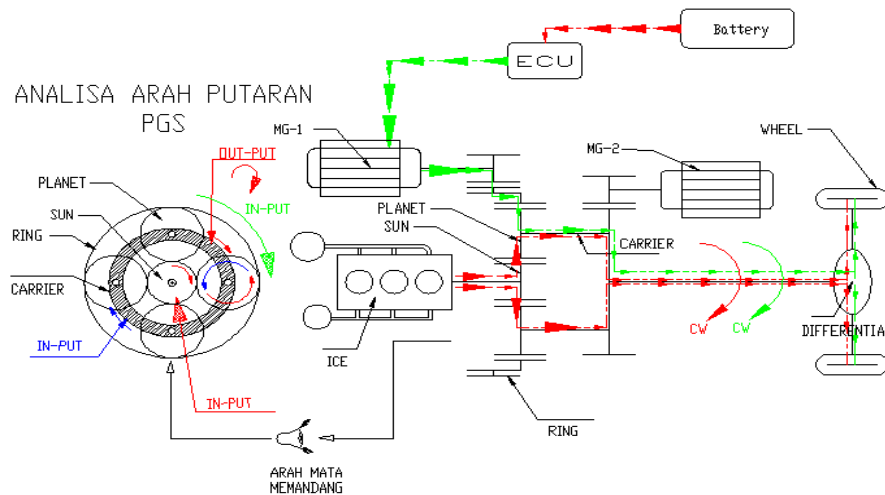 Battery
ECU
ANALISA ARAH PUTARAN
PGS
MG-1
WHEEL
OUT-PUT
MG-2
PLANET
IN-PUT
PLANET
SUN
SUN
RING
CARRIER
CARRIER
CW
CW
DIFFERENTIA
IN-PUT
ICE
IN-PUT
RING
ARAH MATA
MEMANDANG